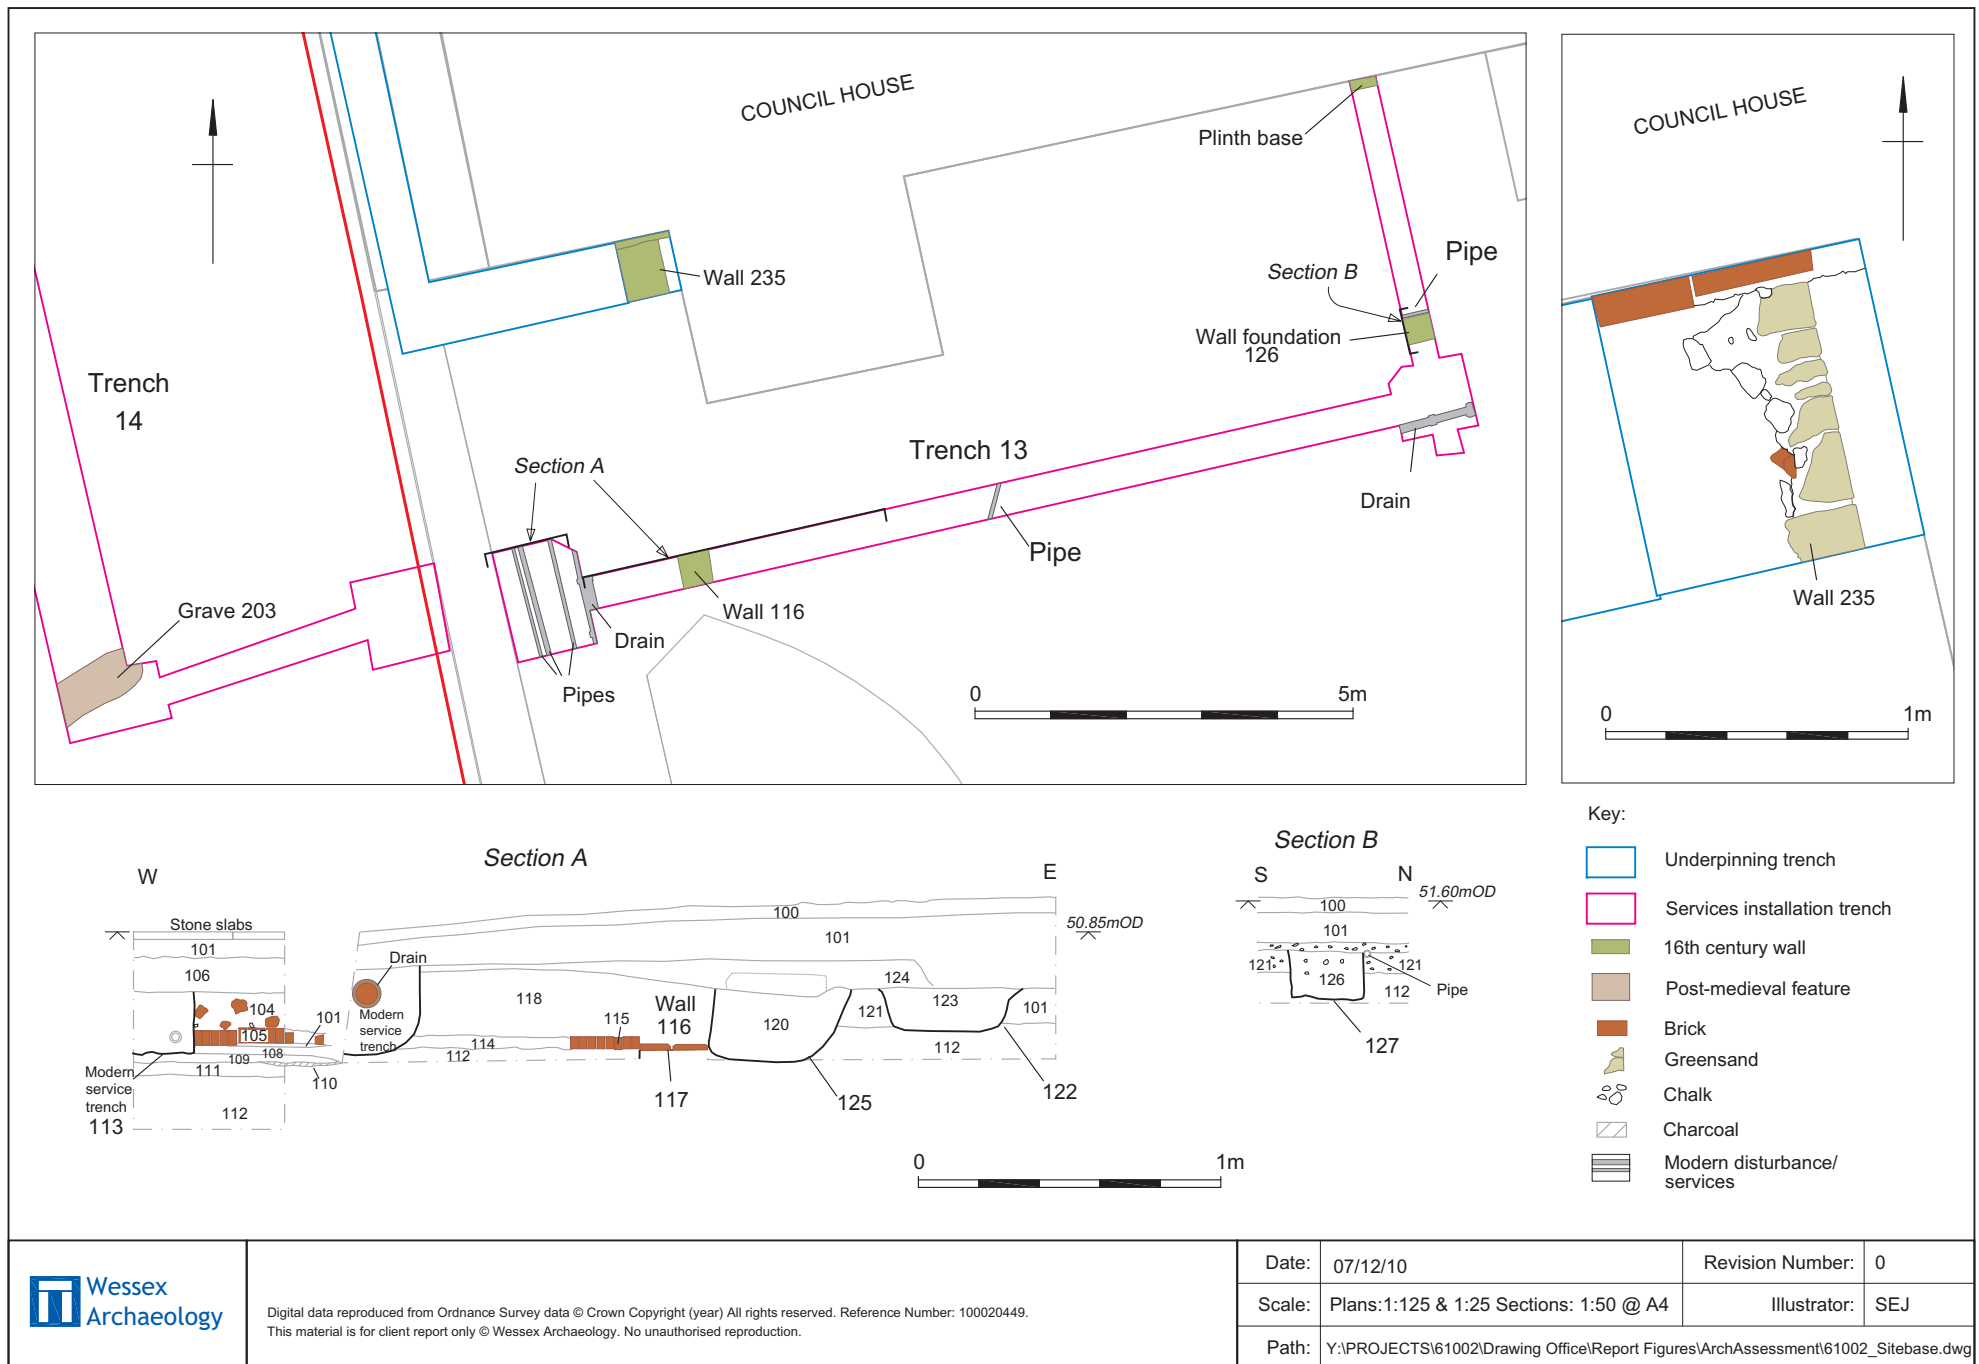 COUNCIL HOUSE
Plinth base
Pipe
Section B
Wall 235
Wall foundation
126
Trench
14
Trench 13
Section A
Drain
Pipe
Grave 203
Wall 116
Drain
Pipes
0 5m
COUNCIL HOUSE
Wall 235
0 1m
Section A
W
E
Stone slabs
101
106
104
105
101
108
109
110
111
112
Modern
service
trench
113
Drain
Modern
service
trench
100
101
50.85mOD
118
114
112
115
Wall
116
117
120
124
121
123
101
112
125
122
0 1m
Section B
S
N
51.60mOD
100
101
121
126
121
112
Pipe
127
Key:
Underpinning trench
Services installation trench
16th century wall
Post-medieval feature
Brick
Greensand
Chalk
Charcoal
Modern disturbance/
services
Wessex
Archaeology
Digital data reproduced from Ordnance Survey data © Crown Copyright (year) All rights reserved. Reference Number: 100020449.
This material is for client report only © Wessex Archaeology. No unauthorised reproduction.
Date: 07/12/10 Revision Number: 0
Scale: Plans:1:125 & 1:25 Sections: 1:50 @ A4 Illustrator: SEJ
Path: Y:\PROJECTS\61002\Drawing Office\Report Figures\ArchAssessment\61002_Sitebase.dwg